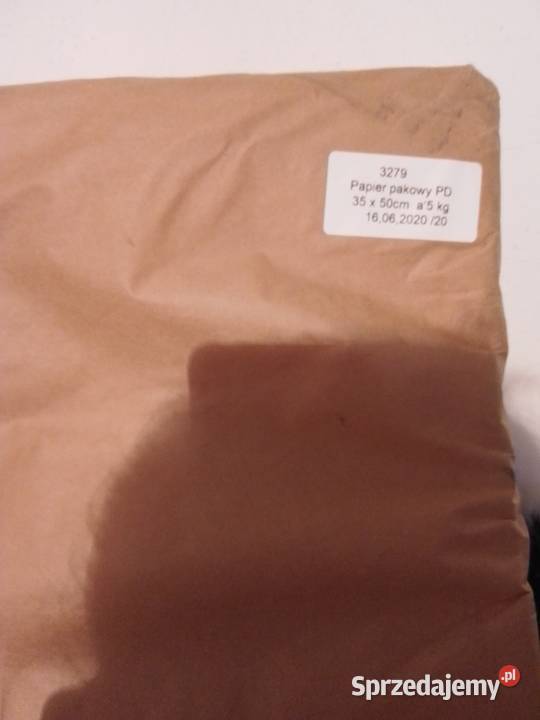 3279
Papier pakowy PD
35 x 50cm a'5 kg
16,06,2020 /20
Sprzedajemy.pl